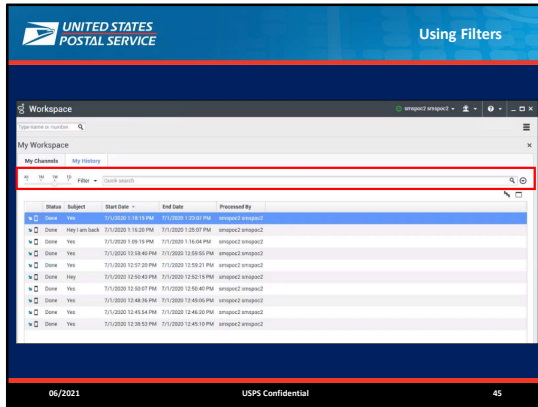 UNITED STATES
POSTAL SERVICE
Using Filters
Workspace
smspoc2 smspoc2
Type name or number
My Workspace
My Channels My History
Filter Quick search
Status Subject Start Date End Date Processed By
Done Yes 7/1/2020 1:18:15 PM 7/1/2020 1:23:07 PM smspoc2 smspoc2
Done Hey I am back 7/1/2020 1:16:20 PM 7/1/2020 1:25:07 PM smspoc2 smspoc2
Done Yes 7/1/2020 1:09:19 PM 7/1/2020 1:16:04 PM smspoc2 smspoc2
Done Yes 7/1/2020 12:59:40 PM 7/1/2020 12:59:55 PM smspoc2 smspoc2
Done Yes 7/1/2020 12:57:20 PM 7/1/2020 12:59:21 PM smspoc2 smspoc2
Done Hey 7/1/2020 12:50:43 PM 7/1/2020 12:52:15 PM smspoc2 smspoc2
Done Yes 7/1/2020 12:50:07 PM 7/1/2020 12:50:40 PM smspoc2 smspoc2
Done Yes 7/1/2020 12:48:36 PM 7/1/2020 12:49:06 PM smspoc2 smspoc2
Done Yes 7/1/2020 12:45:54 PM 7/1/2020 12:46:20 PM smspoc2 smspoc2
Done Yes 7/1/2020 12:38:53 PM 7/1/2020 12:45:10 PM smspoc2 smspoc2
06/2021 USPS Confidential 45